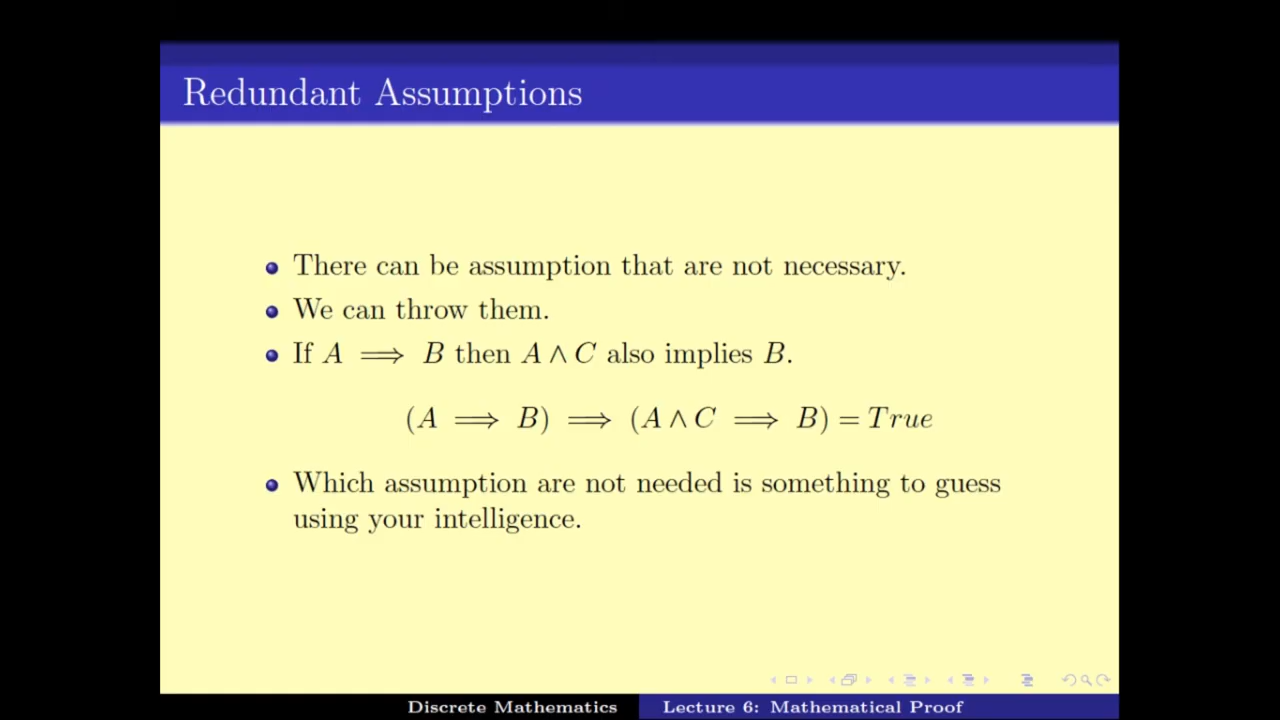 Redundant Assumptions
There can be assumption that are not necessary.
We can throw them.
If A ⟹ B then A ∧ C also implies B.
(A ⟹ B) ⟹ (A ∧ C ⟹ B) = True
Which assumption are not needed is something to guess
using your intelligence.
Discrete Mathematics
Lecture 6: Mathematical Proof